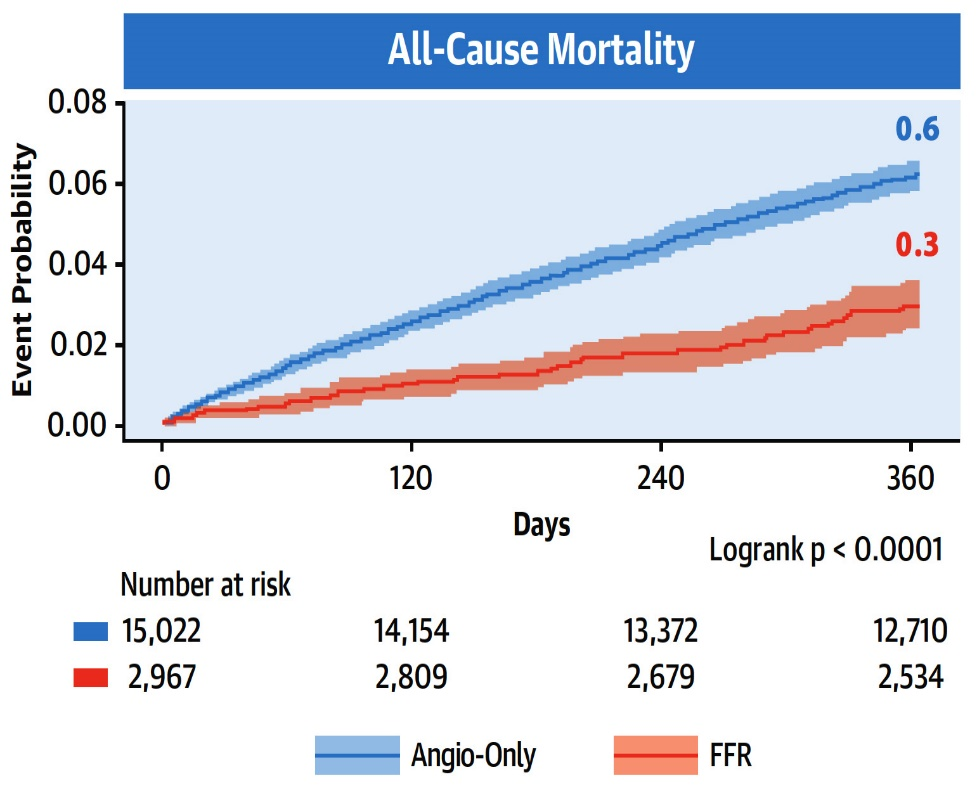 All-Cause Mortality
0.08
0.06
0.04
0.02
0.00
Event Probability
0.6
0.3
0 120 240 360
Days
Logrank p < 0.0001
Number at risk
15,022 14,154 13,372 12,710
2,967 2,809 2,679 2,534
Angio-Only FFR